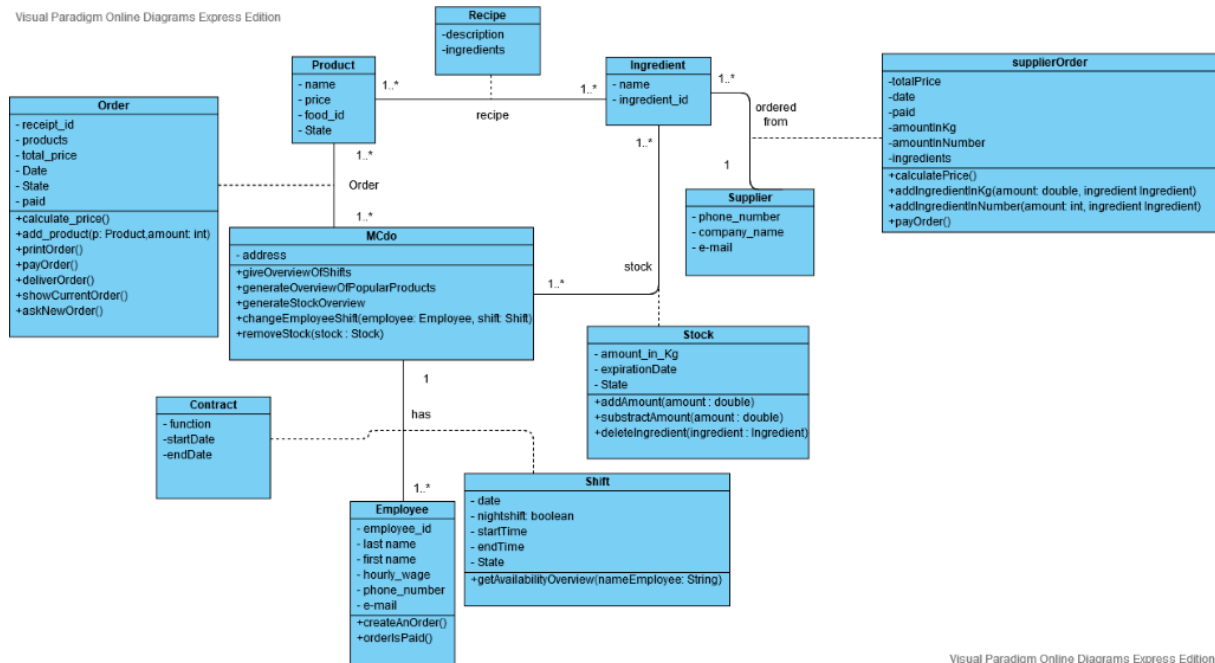 Visual Paradigm Online Diagrams Express Edition
Recipe
-description
-ingredients
Product
- name
- price
- food_id
- State
1..*
1..*
recipe
Ingredient
- name
- ingredient_id
1..*
ordered
from
1
supplierOrder
-totalPrice
-date
-paid
-amountInKg
-amountInNumber
-ingredients
+calculatePrice()
+addIngredientInKg(amount: double, ingredient Ingredient)
+addIngredientInNumber(amount: int, ingredient Ingredient)
+payOrder()
Order
- receipt_id
- products
- total_price
- Date
- State
- paid
+calculate_price()
+add_product(p: Product,amount: int)
+printOrder()
+payOrder()
+deliverOrder()
+showCurrentOrder()
+askNewOrder()
1..*
Order
1..*
1..*
stock
1..*
Supplier
- phone_number
- company_name
- e-mail
MCdo
- address
+giveOverviewOfShifts
+generateOverviewOfPopularProducts
+generateStockOverview
+changeEmployeeShift(employee: Employee, shift: Shift)
+removeStock(stock : Stock)
Stock
- amount_in_Kg
- expirationDate
- State
+addAmount(amount : double)
+substractAmount(amount : double)
+deleteIngredient(ingredient : Ingredient)
1
has
1..*
Contract
- function
-startDate
-endDate
Employee
- employee_id
- last name
- first name
- hourly_wage
- phone_number
- e-mail
+createAnOrder()
+orderIsPaid()
Shift
- date
- nightshift: boolean
- startTime
- endTime
- State
+getAvailabilityOverview(nameEmployee: String)
Visual Paradigm Online Diagrams Express Edition